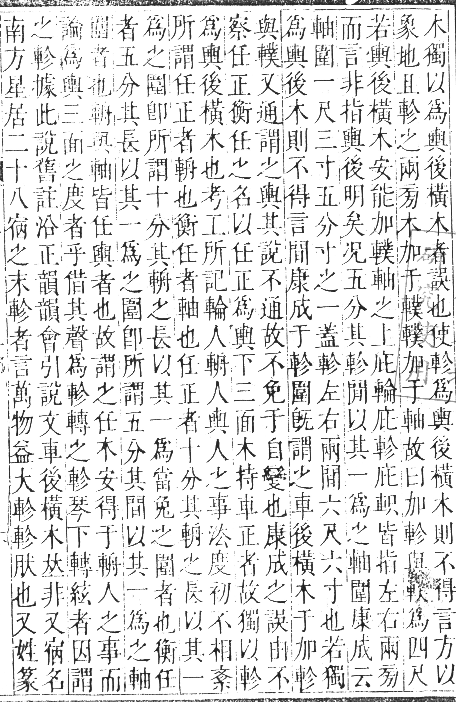 木獨以爲輿後橫木者誤也使軫爲輿後橫木則不得言方以
象地且軫之兩旁木加于轐轐加于軸故曰加軫與轐爲四尺
若輿後橫木安能加轐軸之上庇輪庇軫庇軹皆指左右兩旁
而言非指輿後明矣况五分其軫閒以其一爲之軸圍康成云
軸圍一尺三寸五分寸之一蓋軫左右兩閒六尺六寸也若獨
爲輿後木則不得言間康成于軫圍旣謂之車後橫木于加軫
與轐又通謂之輿其說不通故不免于自變也康成之誤由不
察任正衡任之名以任正爲輿下三面木持車正者故獨以軫
爲輿後橫木也考工所記輪人輈人輿人之事法度初不相紊
所謂任正者輈也衡任者軸也任正者十分其輈之長以其一
爲之圍卽所謂十分其輈之長以其一爲當兔之圍者也衡任
者五分其長以其一爲之圍卽所謂五分其閒以其一爲之軸
圍者也輈與軸皆任輿者也故謂之任木安得于輈人之事而
論爲輿三面之度者乎借其聲爲軫轉之軫琴下轉絃者因謂
之軫據此說舊註沿正韻韻會引說文車後橫木𠀤非又宿名
南方星居二十八宿之末軫者言萬物益大軫軫肰也又姓篆